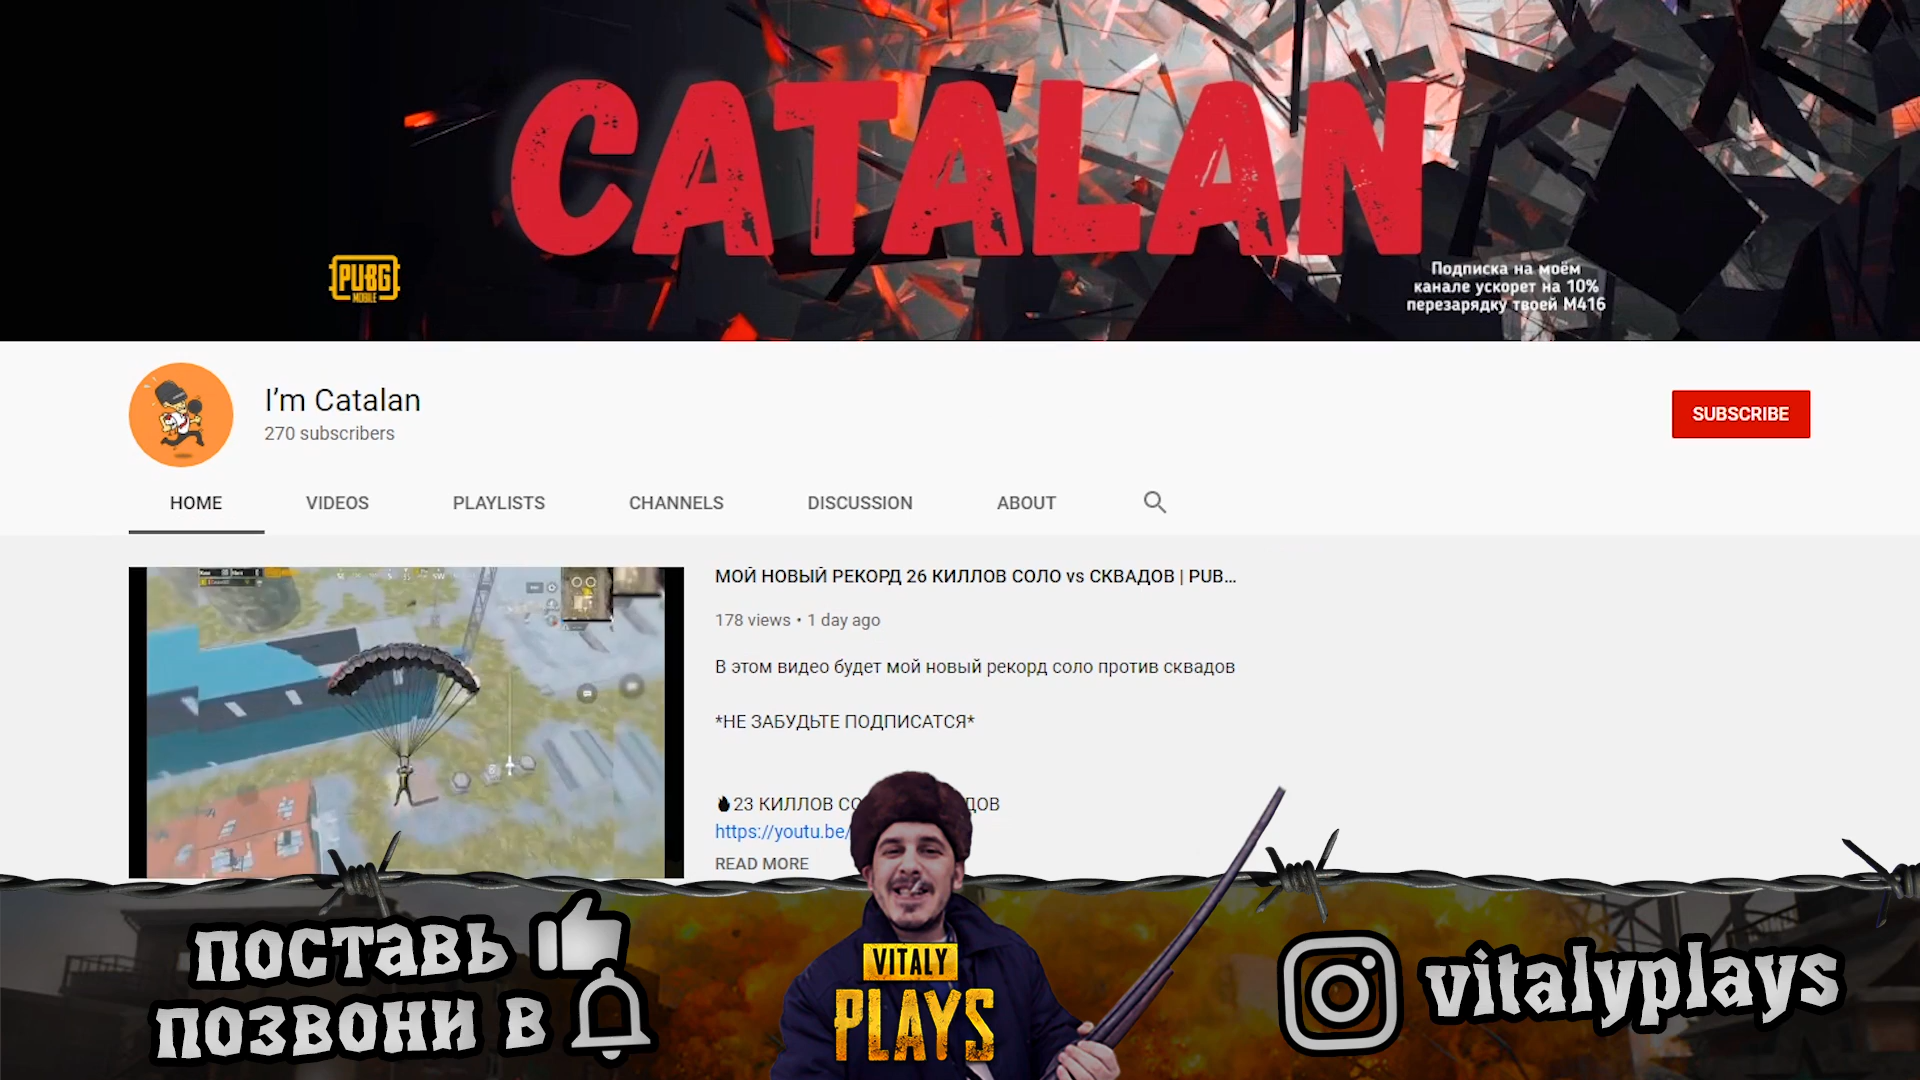 CATALAN
PUBG
MOBILE
Подписка на моём
канале ускорет на 10%
перезарядку твоей M416
I’m Catalan
270 subscribers
SUBSCRIBE
HOME VIDEOS PLAYLISTS CHANNELS DISCUSSION ABOUT
МОЙ НОВЫЙ РЕКОРД 26 КИЛЛОВ СОЛО vs СКВАДОВ | PUB...
178 views • 1 day ago
В этом видео будет мой новый рекорд соло против сквадов
*НЕ ЗАБУДЬТЕ ПОДПИСАТСЯ*
23 КИЛЛОВ
https://youtu.be/
READ MORE
поставь
позвони в
VITALY
PLAYS
vitalyplays